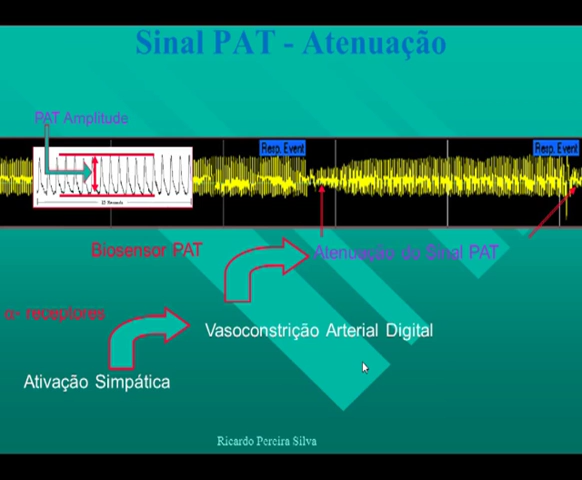 Sinal PAT - Atenuação
PAT Amplitude
Resp. Event
Resp. Event
Biosensor PAT
Atenuação do Sinal PAT
α- receptores
Vasoconstrição Arterial Digital
Ativação Simpática
Ricardo Pereira Silva